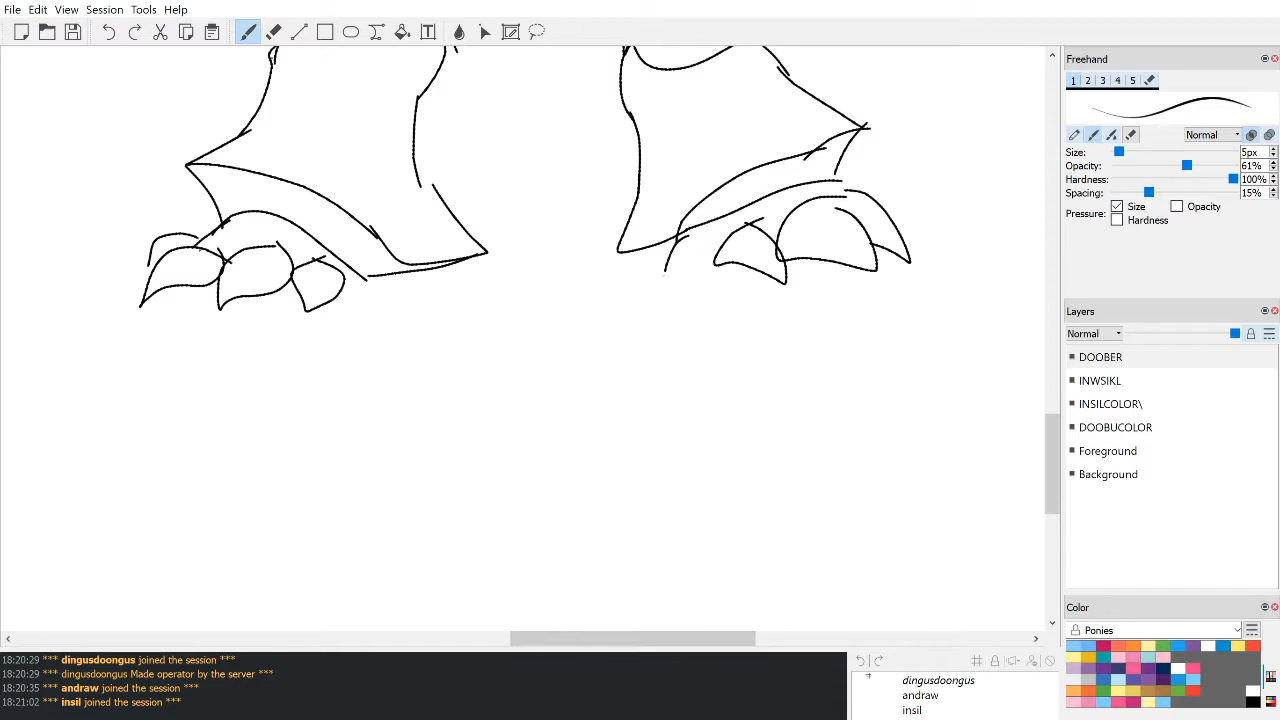 File Edit View Session Tools Help
Freehand
1 2 3 4 5
Normal
Size: 5px
Opacity: 61%
Hardness: 100%
Spacing: 15%
Pressure: Size Opacity
Hardness
Layers
Normal
DOOBER
INWSIKL
INSILCOLOR\
DOOBUCOLOR
Foreground
Background
Color
Ponies
18:20:29 *** dingusdoongus joined the session ***
18:20:29 *** dingusdoongus Made operator by the server ***
18:20:35 *** andraw joined the session ***
18:21:02 *** insil joined the session ***
dingusdoongus
andraw
insil